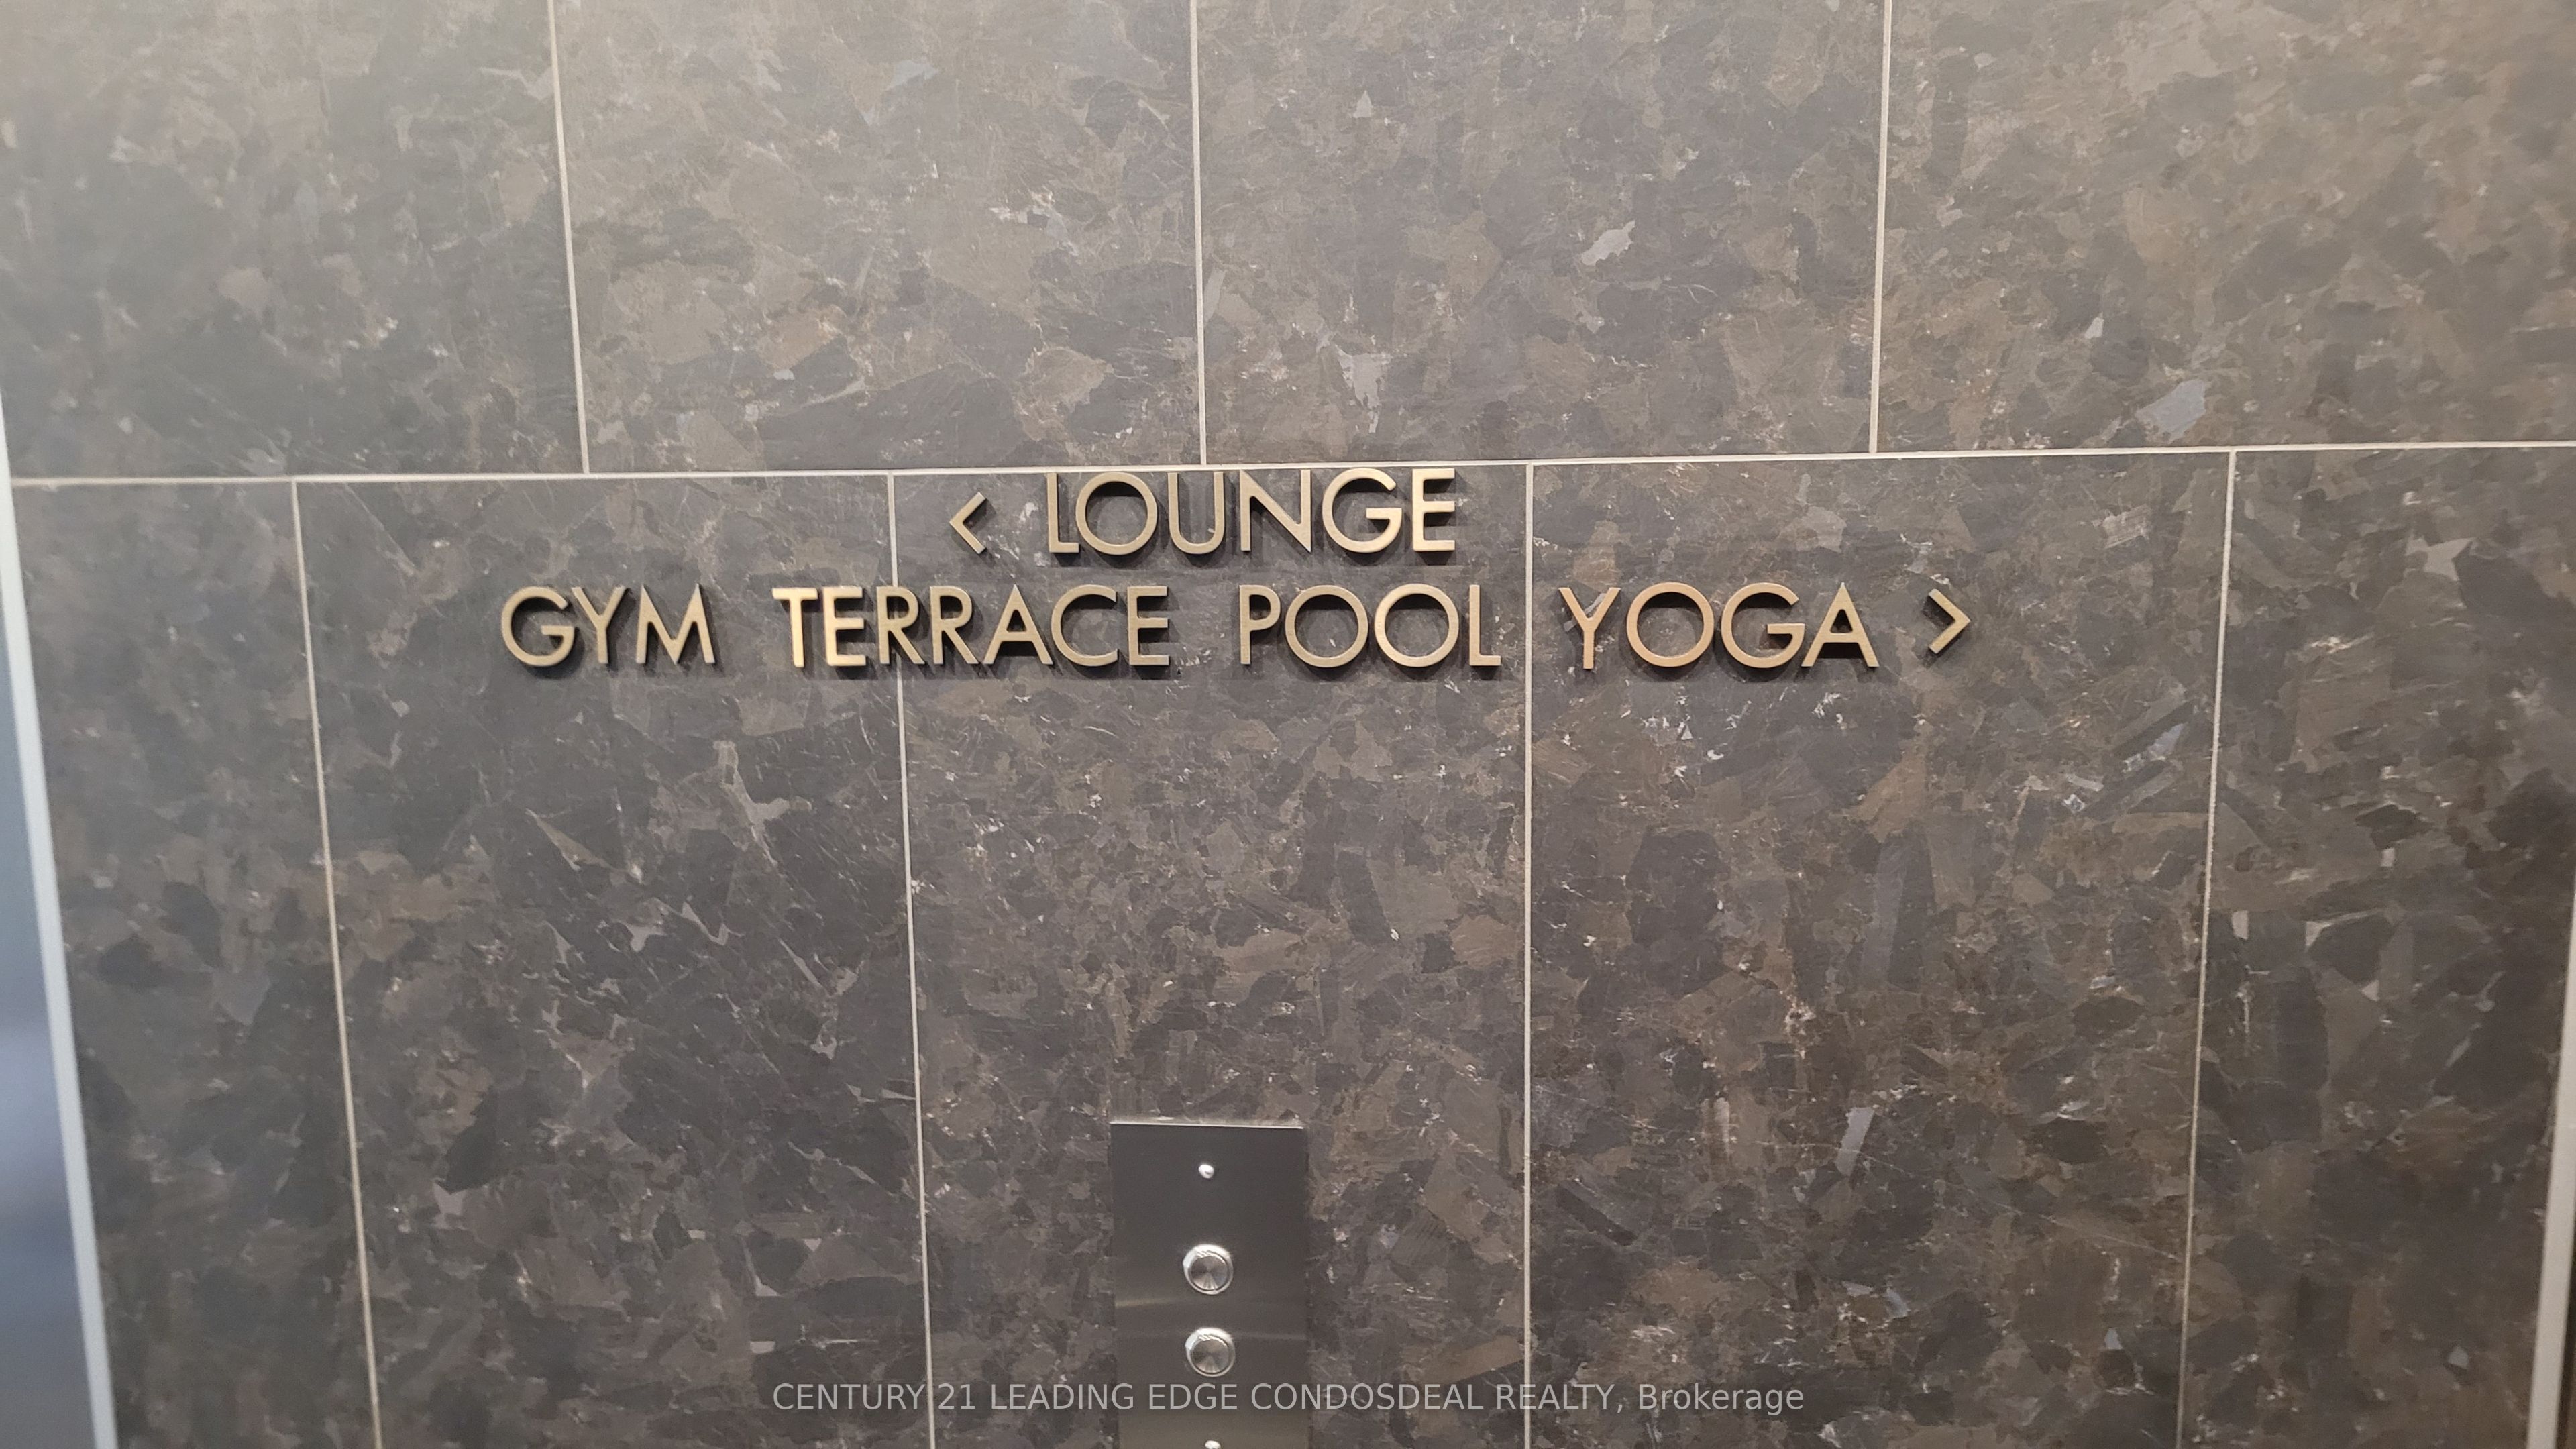 < LOUNGE
GYM TERRACE POOL YOGA >
CENTURY 21 LEADING EDGE CONDOSDEAL REALTY, Brokerage